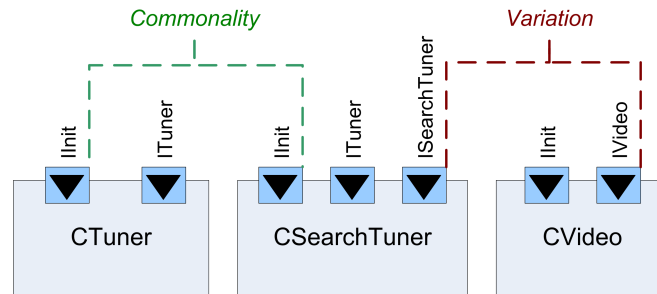 Commonality
Variation
IInit
ITuner
IInit
ITuner
ISearchTuner
IInit
IVideo
CTuner
CSearchTuner
CVideo